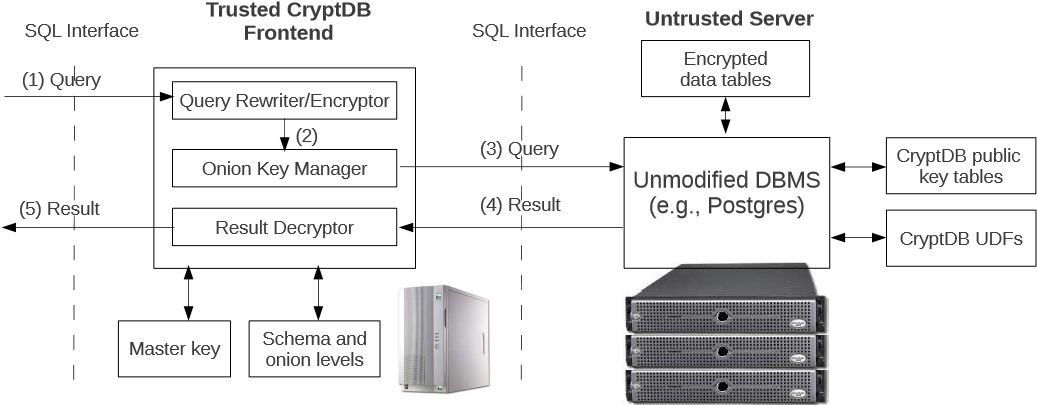 Trusted CryptDB
Frontend
Untrusted Server
SQL Interface
SQL Interface
Encrypted
data tables
(1) Query
Query Rewriter/Encryptor
(2)
Onion Key Manager
(3) Query
Unmodified DBMS
(e.g., Postgres)
CryptDB public
key tables
(5) Result
Result Decryptor
(4) Result
CryptDB UDFs
Master key
Schema and
onion levels